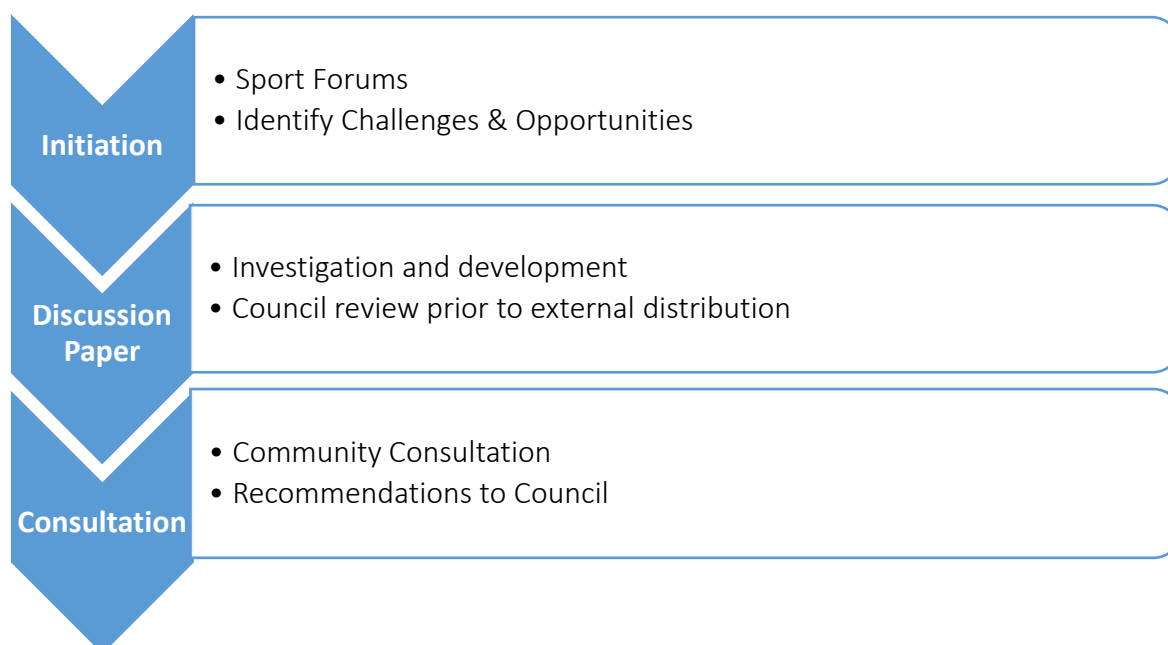 Initiation
• Sport Forums
• Identify Challenges & Opportunities
Discussion
Paper
• Investigation and development
• Council review prior to external distribution
Consultation
• Community Consultation
• Recommendations to Council